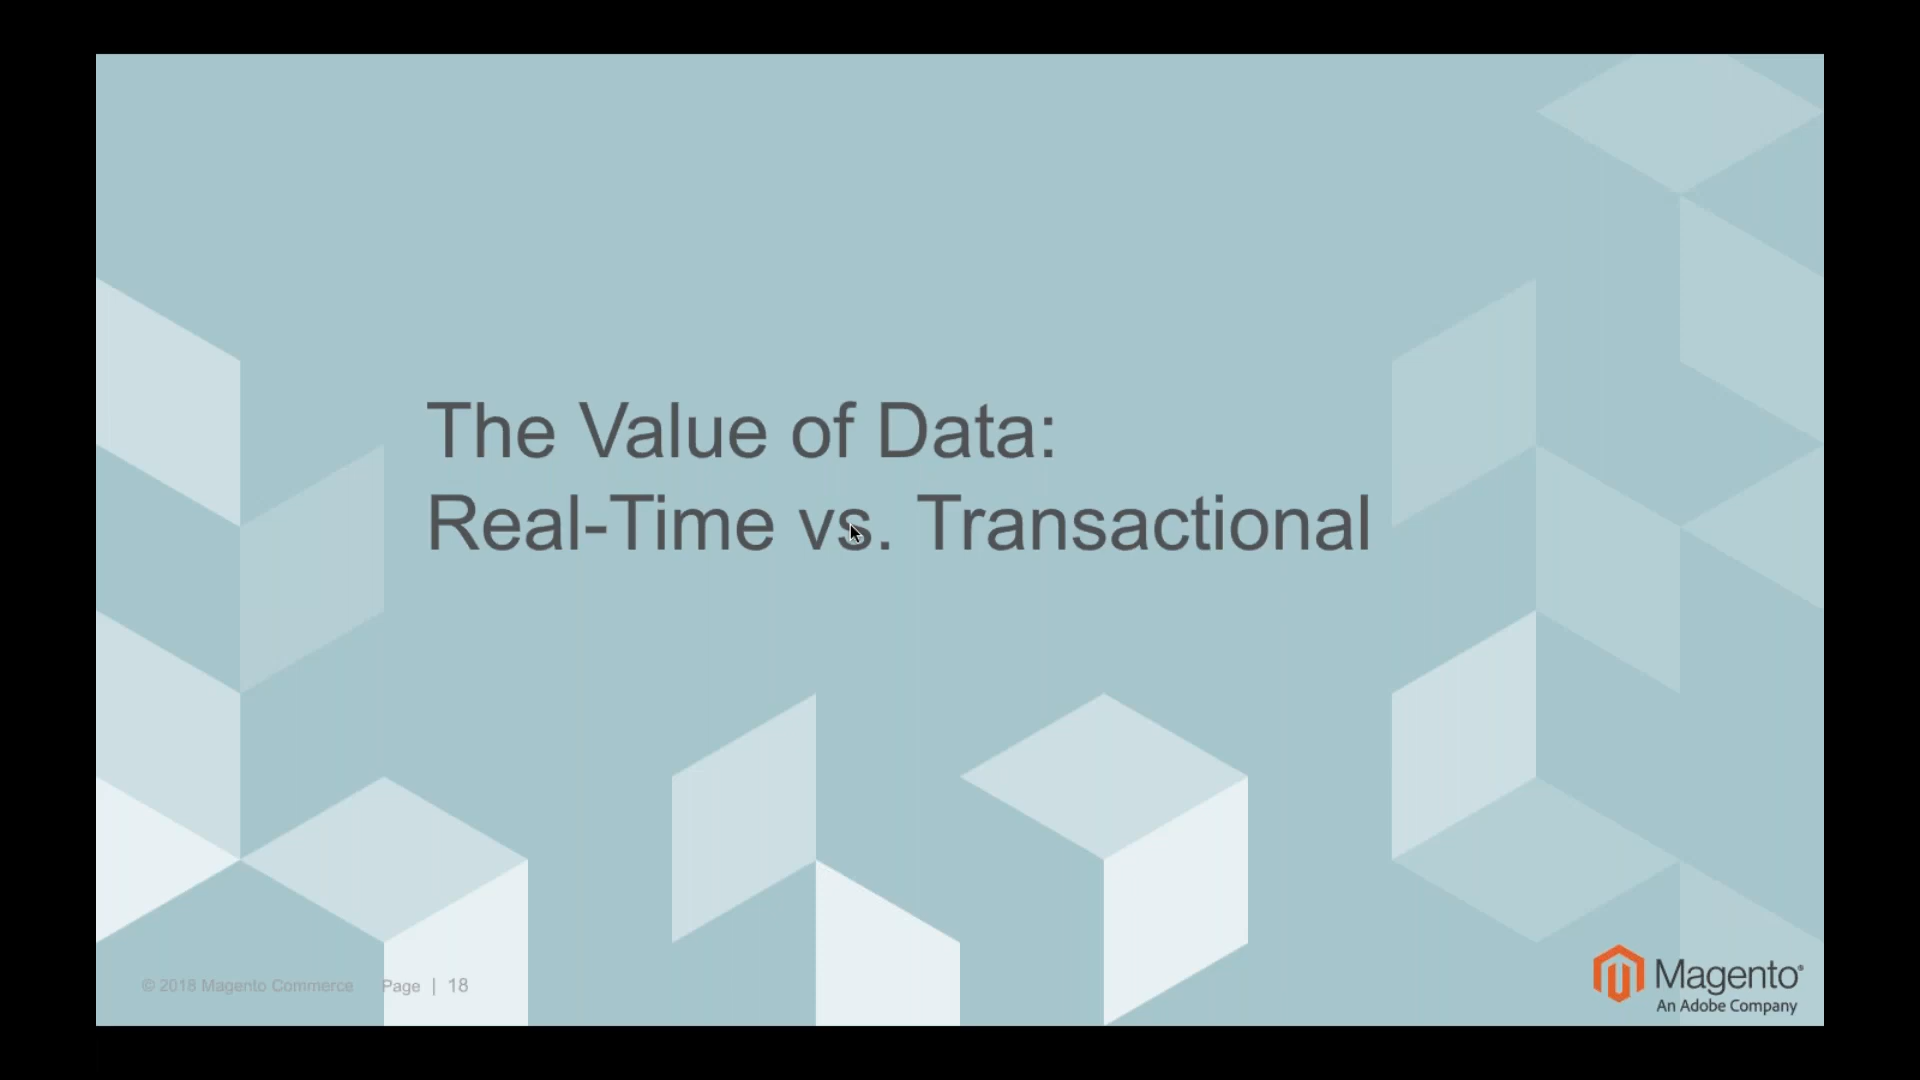 The Value of Data:
Real-Time vs. Transactional
© 2018 Magento Commerce Page | 18
Magento®
An Adobe Company